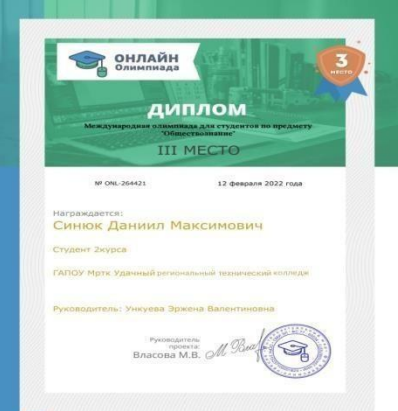 ОНЛАЙН
Олимпиада
3
МЕСТО
ДИПЛОМ
Международная олимпиада для студентов по предмету
"Обществознание"
III МЕСТО
№ ONL-264421
12 февраля 2022 года
Награждается:
Синюк Даниил Максимович
Студент 2курса
ГАПОУ Мртк Удачный региональный технический колледж
Руководитель: Ункуева Эржена Валентиновна
Руководитель
проекта:
Власова М.В.